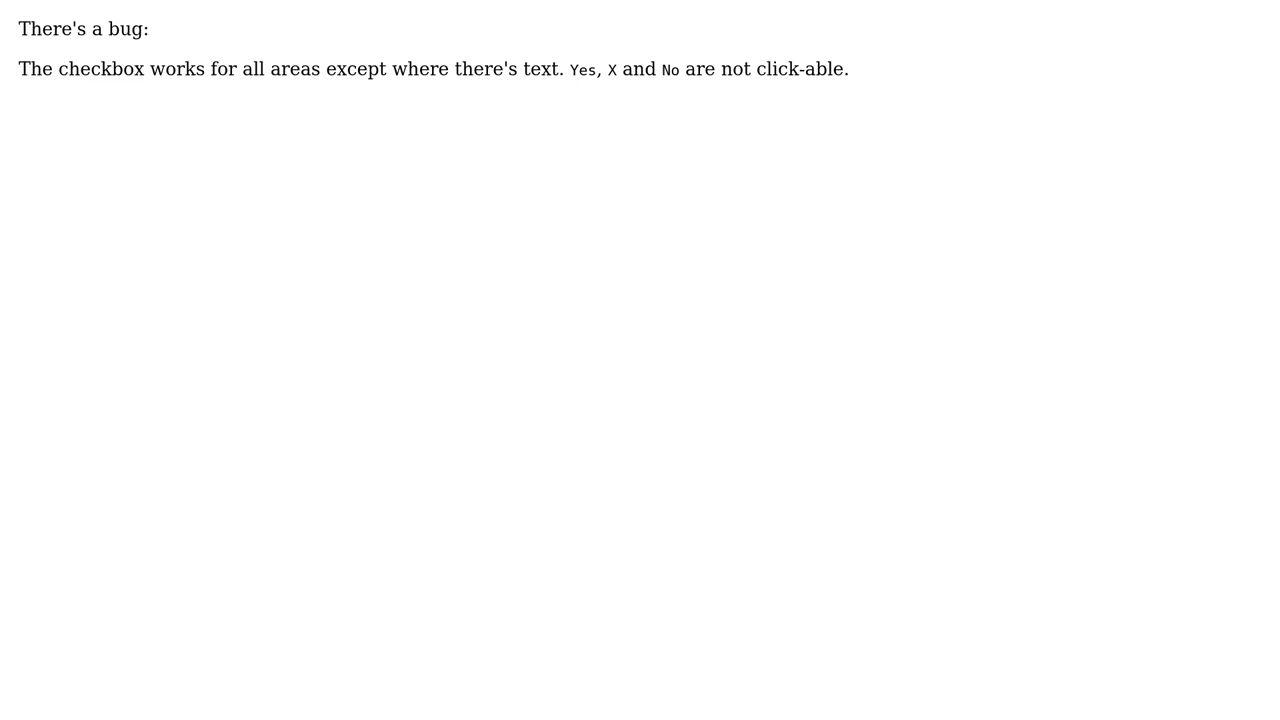 There's a bug:
The checkbox works for all areas except where there's text. Yes, X and No are not click-able.